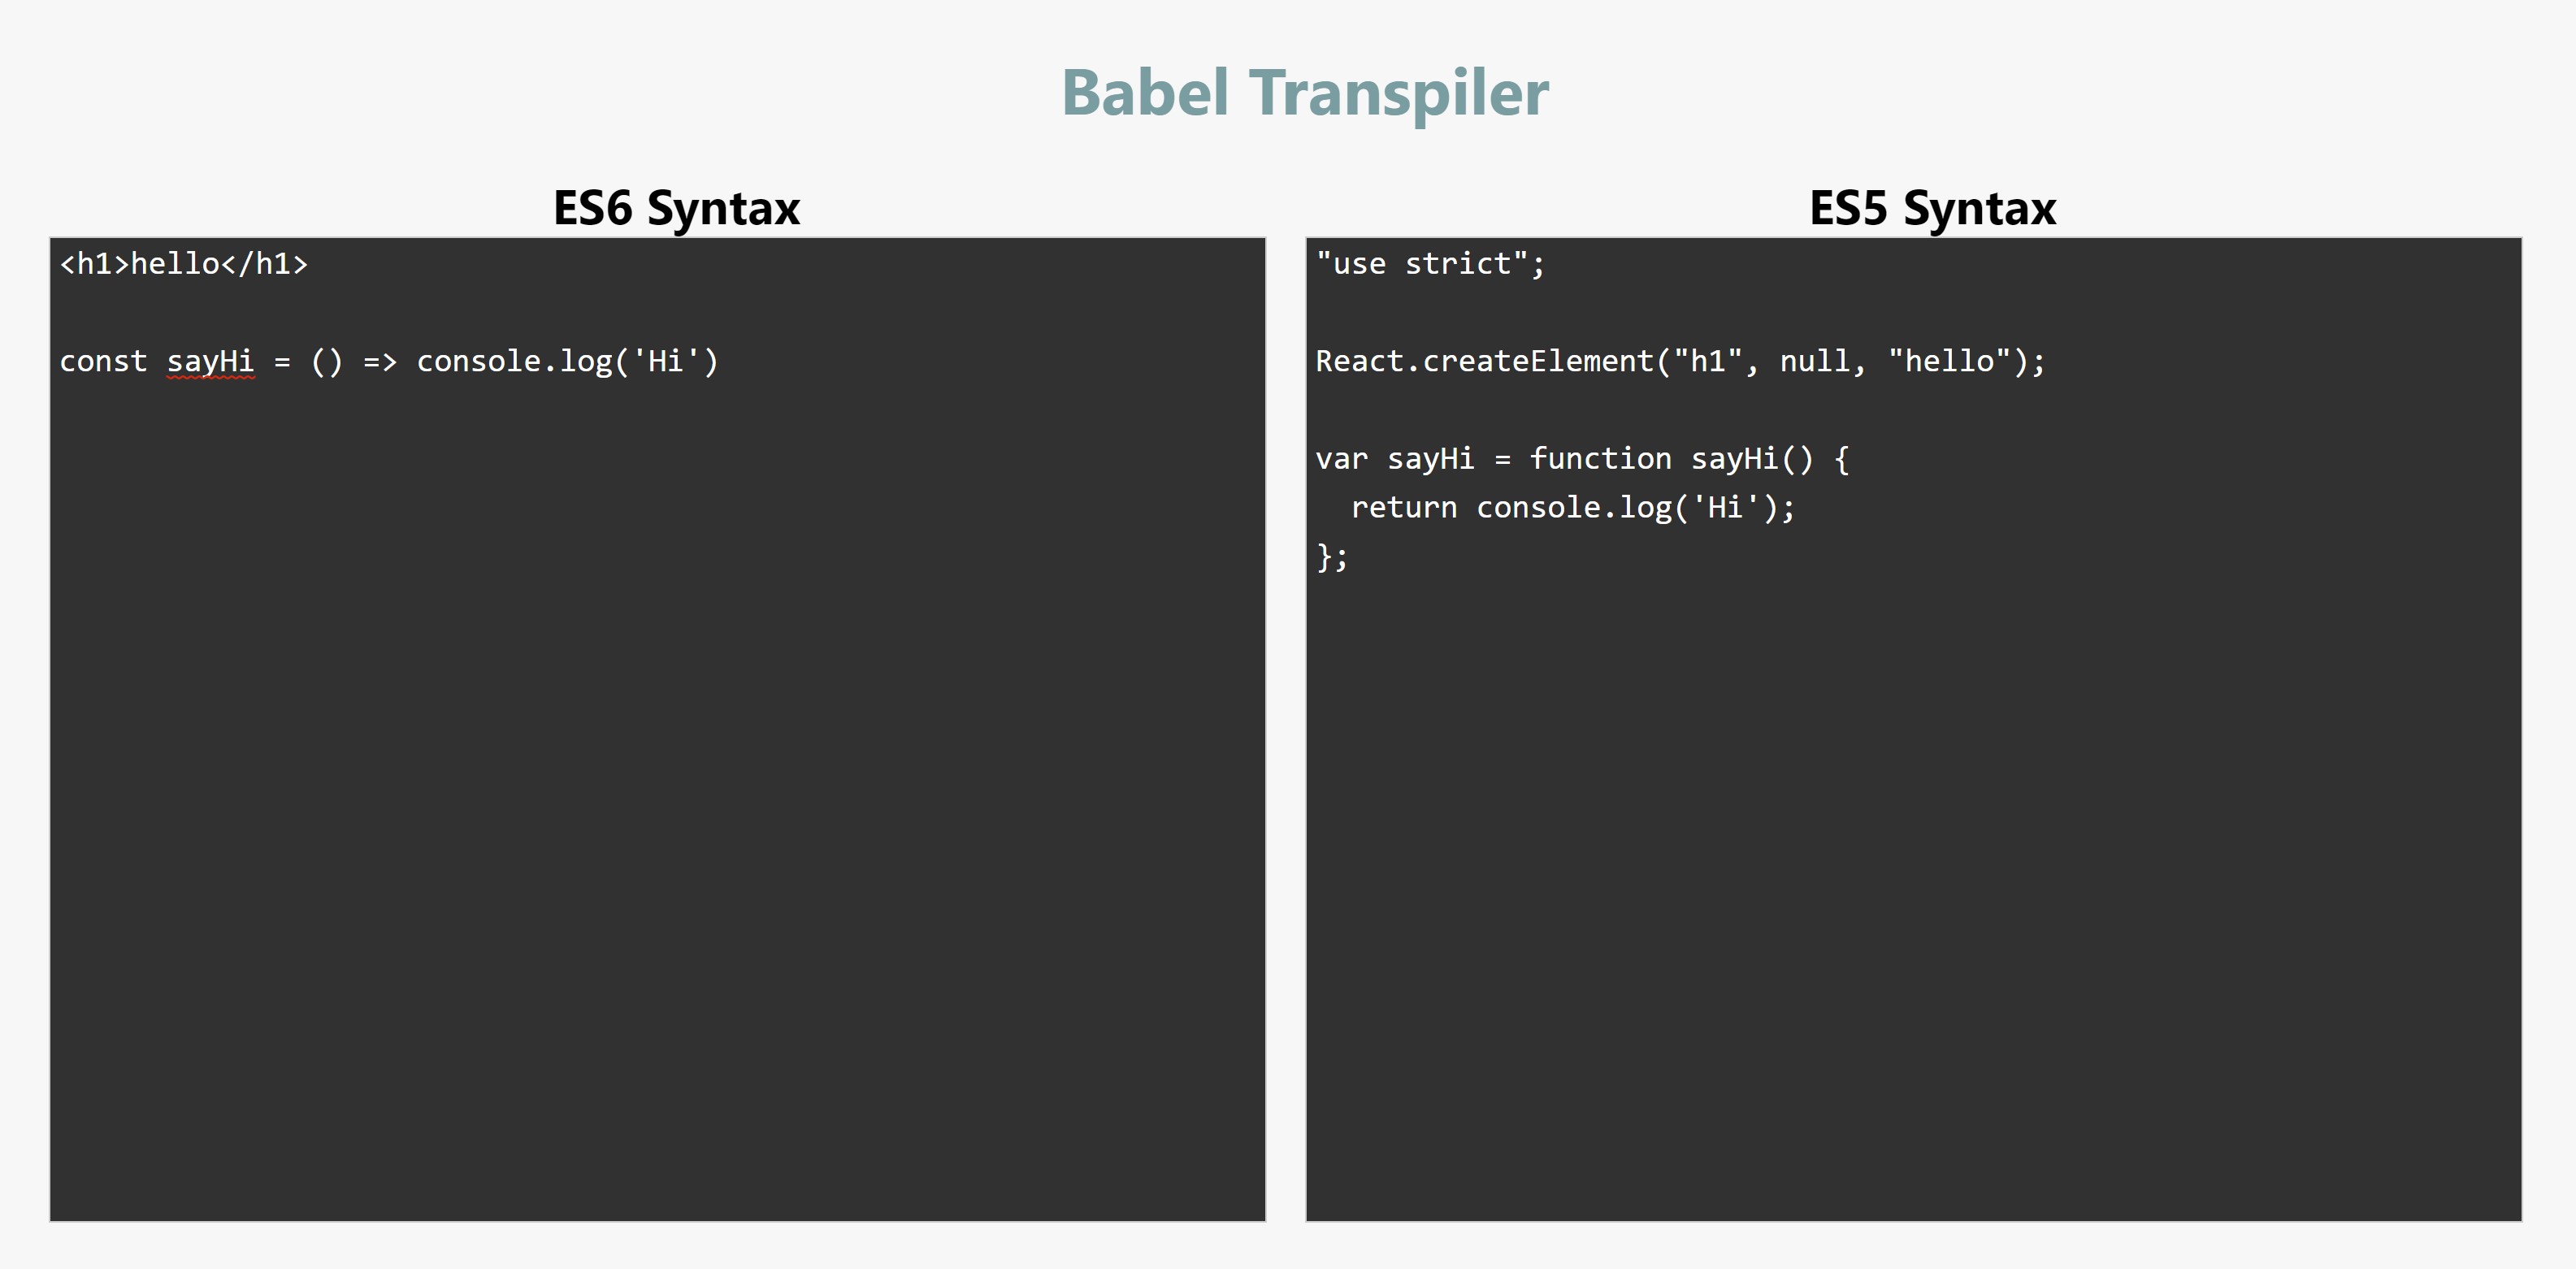 Babel Transpiler
ES6 Syntax
<h1>hello</h1>
const sayHi = () => console.log('Hi')
ES5 Syntax
"use strict";
React.createElement("h1", null, "hello");
var sayHi = function sayHi() {
  return console.log('Hi');
};